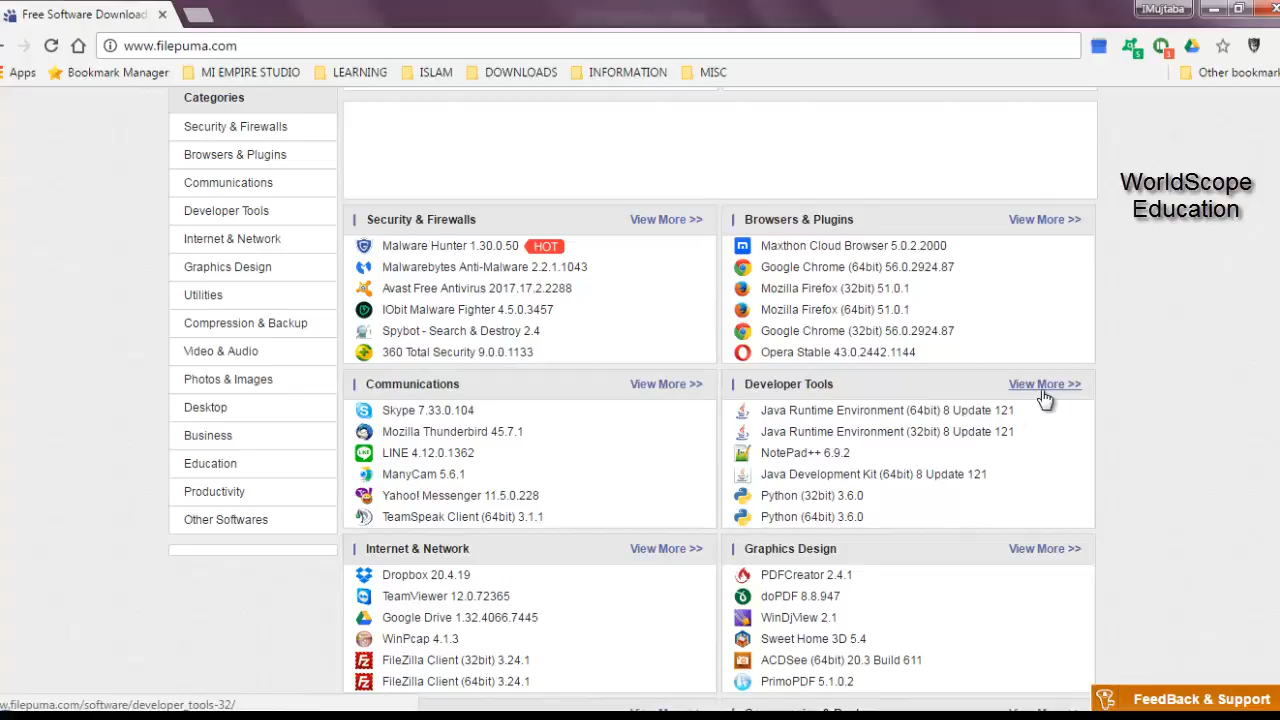 Free Software Download
iMujtaba
www.filepuma.com
5
1
Apps
Bookmark Manager
MI EMPIRE STUDIO
LEARNING
ISLAM
DOWNLOADS
INFORMATION
MISC
Other bookmark
Categories
Security & Firewalls
Browsers & Plugins
Communications
Developer Tools
Internet & Network
Graphics Design
Utilities
Compression & Backup
Video & Audio
Photos & Images
Desktop
Business
Education
Productivity
Other Softwares
Security & Firewalls
View More >>
Malware Hunter 1.30.0.50 HOT
Malwarebytes Anti-Malware 2.2.1.1043
Avast Free Antivirus 2017.17.2.2288
IObit Malware Fighter 4.5.0.3457
Spybot - Search & Destroy 2.4
360 Total Security 9.0.0.1133
Browsers & Plugins
View More >>
Maxthon Cloud Browser 5.0.2.2000
Google Chrome (64bit) 56.0.2924.87
Mozilla Firefox (32bit) 51.0.1
Mozilla Firefox (64bit) 51.0.1
Google Chrome (32bit) 56.0.2924.87
Opera Stable 43.0.2442.1144
Communications
View More >>
Skype 7.33.0.104
Mozilla Thunderbird 45.7.1
LINE 4.12.0.1362
ManyCam 5.6.1
Yahoo! Messenger 11.5.0.228
TeamSpeak Client (64bit) 3.1.1
Developer Tools
View More >>
Java Runtime Environment (64bit) 8 Update 121
Java Runtime Environment (32bit) 8 Update 121
NotePad++ 6.9.2
Java Development Kit (64bit) 8 Update 121
Python (32bit) 3.6.0
Python (64bit) 3.6.0
Internet & Network
View More >>
Dropbox 20.4.19
TeamViewer 12.0.72365
Google Drive 1.32.4066.7445
WinPcap 4.1.3
FileZilla Client (32bit) 3.24.1
FileZilla Client (64bit) 3.24.1
Graphics Design
View More >>
PDFCreator 2.4.1
doPDF 8.8.947
WinDjView 2.1
Sweet Home 3D 5.4
ACDSee (64bit) 20.3 Build 611
PrimoPDF 5.1.0.2
WorldScope
Education
w.filepuma.com/software/developer_tools-32/
FeedBack & Support